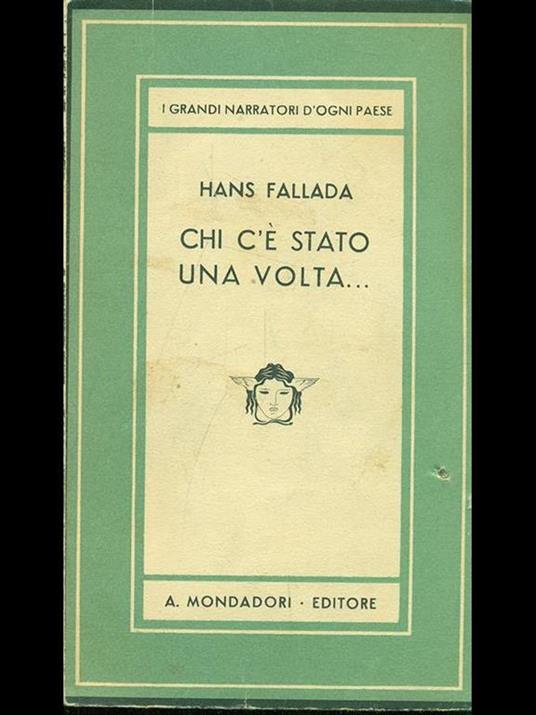 I GRANDI NARRATORI D'OGNI PAESE
HANS FALLADA
CHI C'È STATO
UNA VOLTA...
A. MONDADORI · EDITORE